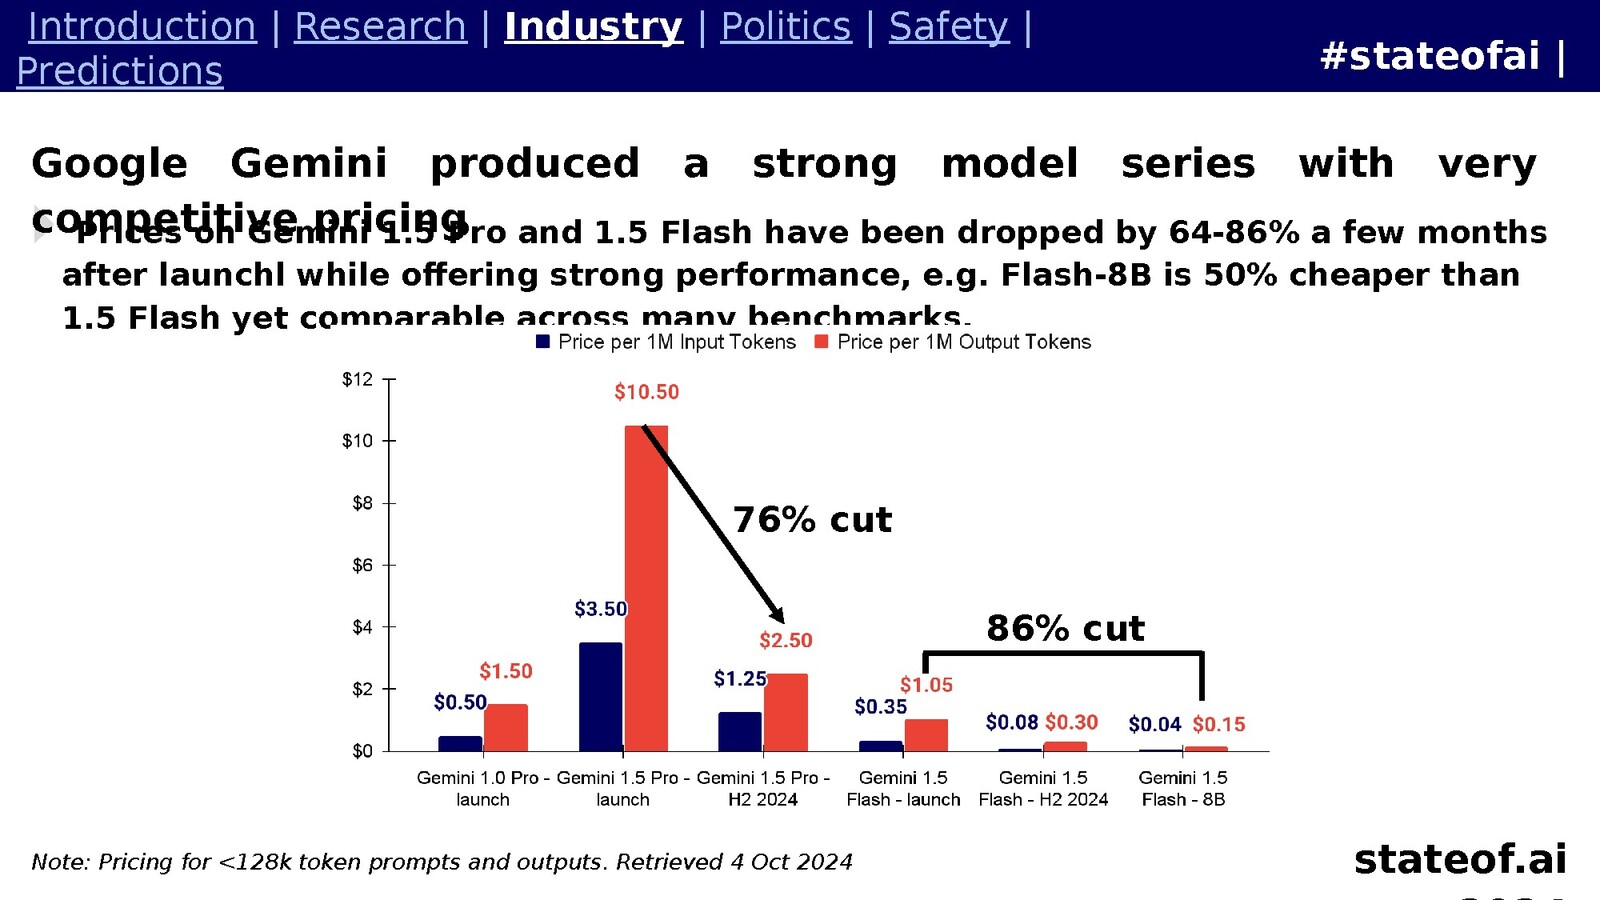 Introduction | Research | Industry | Politics | Safety |
Predictions
#stateofai |
Google Gemini produced a strong model series with very
competitive pricing
Prices on Gemini 1.5 Pro and 1.5 Flash have been dropped by 64-86% a few months
after launchl while offering strong performance, e.g. Flash-8B is 50% cheaper than
1.5 Flash yet comparable across many benchmarks.
Price per 1M Input Tokens Price per 1M Output Tokens
$12
$10
$8
$6
$4
$2
$0
$0.50 $1.50
$3.50 $10.50
$1.25 $2.50
$0.35 $1.05
$0.08 $0.30
$0.04 $0.15
76% cut
86% cut
Gemini 1.0 Pro -
launch
Gemini 1.5 Pro -
launch
Gemini 1.5 Pro -
H2 2024
Gemini 1.5
Flash - launch
Gemini 1.5
Flash - H2 2024
Gemini 1.5
Flash - 8B
Note: Pricing for <128k token prompts and outputs. Retrieved 4 Oct 2024
stateof.ai